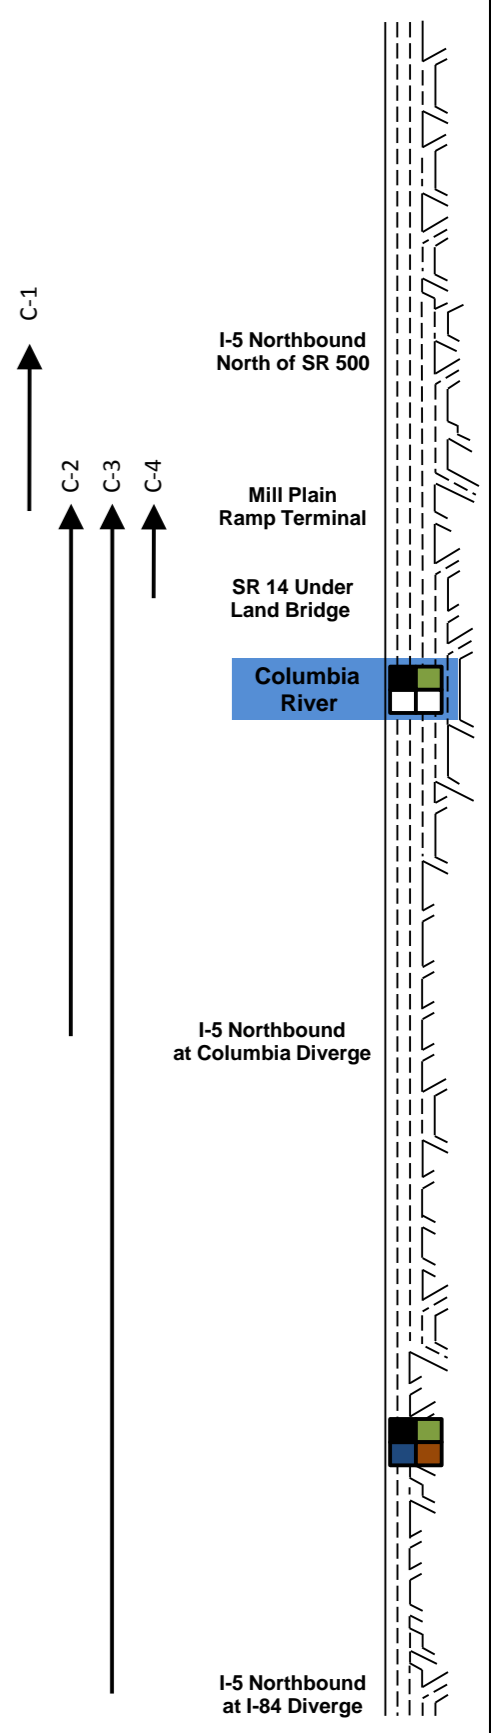 C-1
I-5 Northbound
North of SR 500
C-2
C-3
C-4
Mill Plain
Ramp Terminal
SR 14 Under
Land Bridge
Columbia
River
I-5 Northbound
at Columbia Diverge
I-5 Northbound
at I-84 Diverge